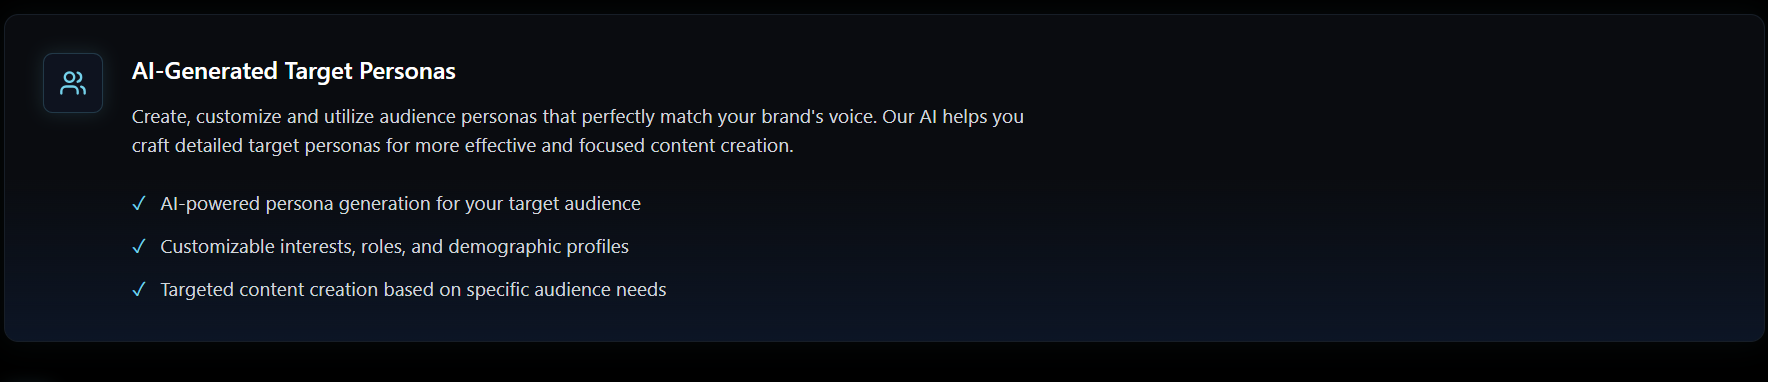 AI-Generated Target Personas
Create, customize and utilize audience personas that perfectly match your brand's voice. Our AI helps you
craft detailed target personas for more effective and focused content creation.
✓ AI-powered persona generation for your target audience
✓ Customizable interests, roles, and demographic profiles
✓ Targeted content creation based on specific audience needs